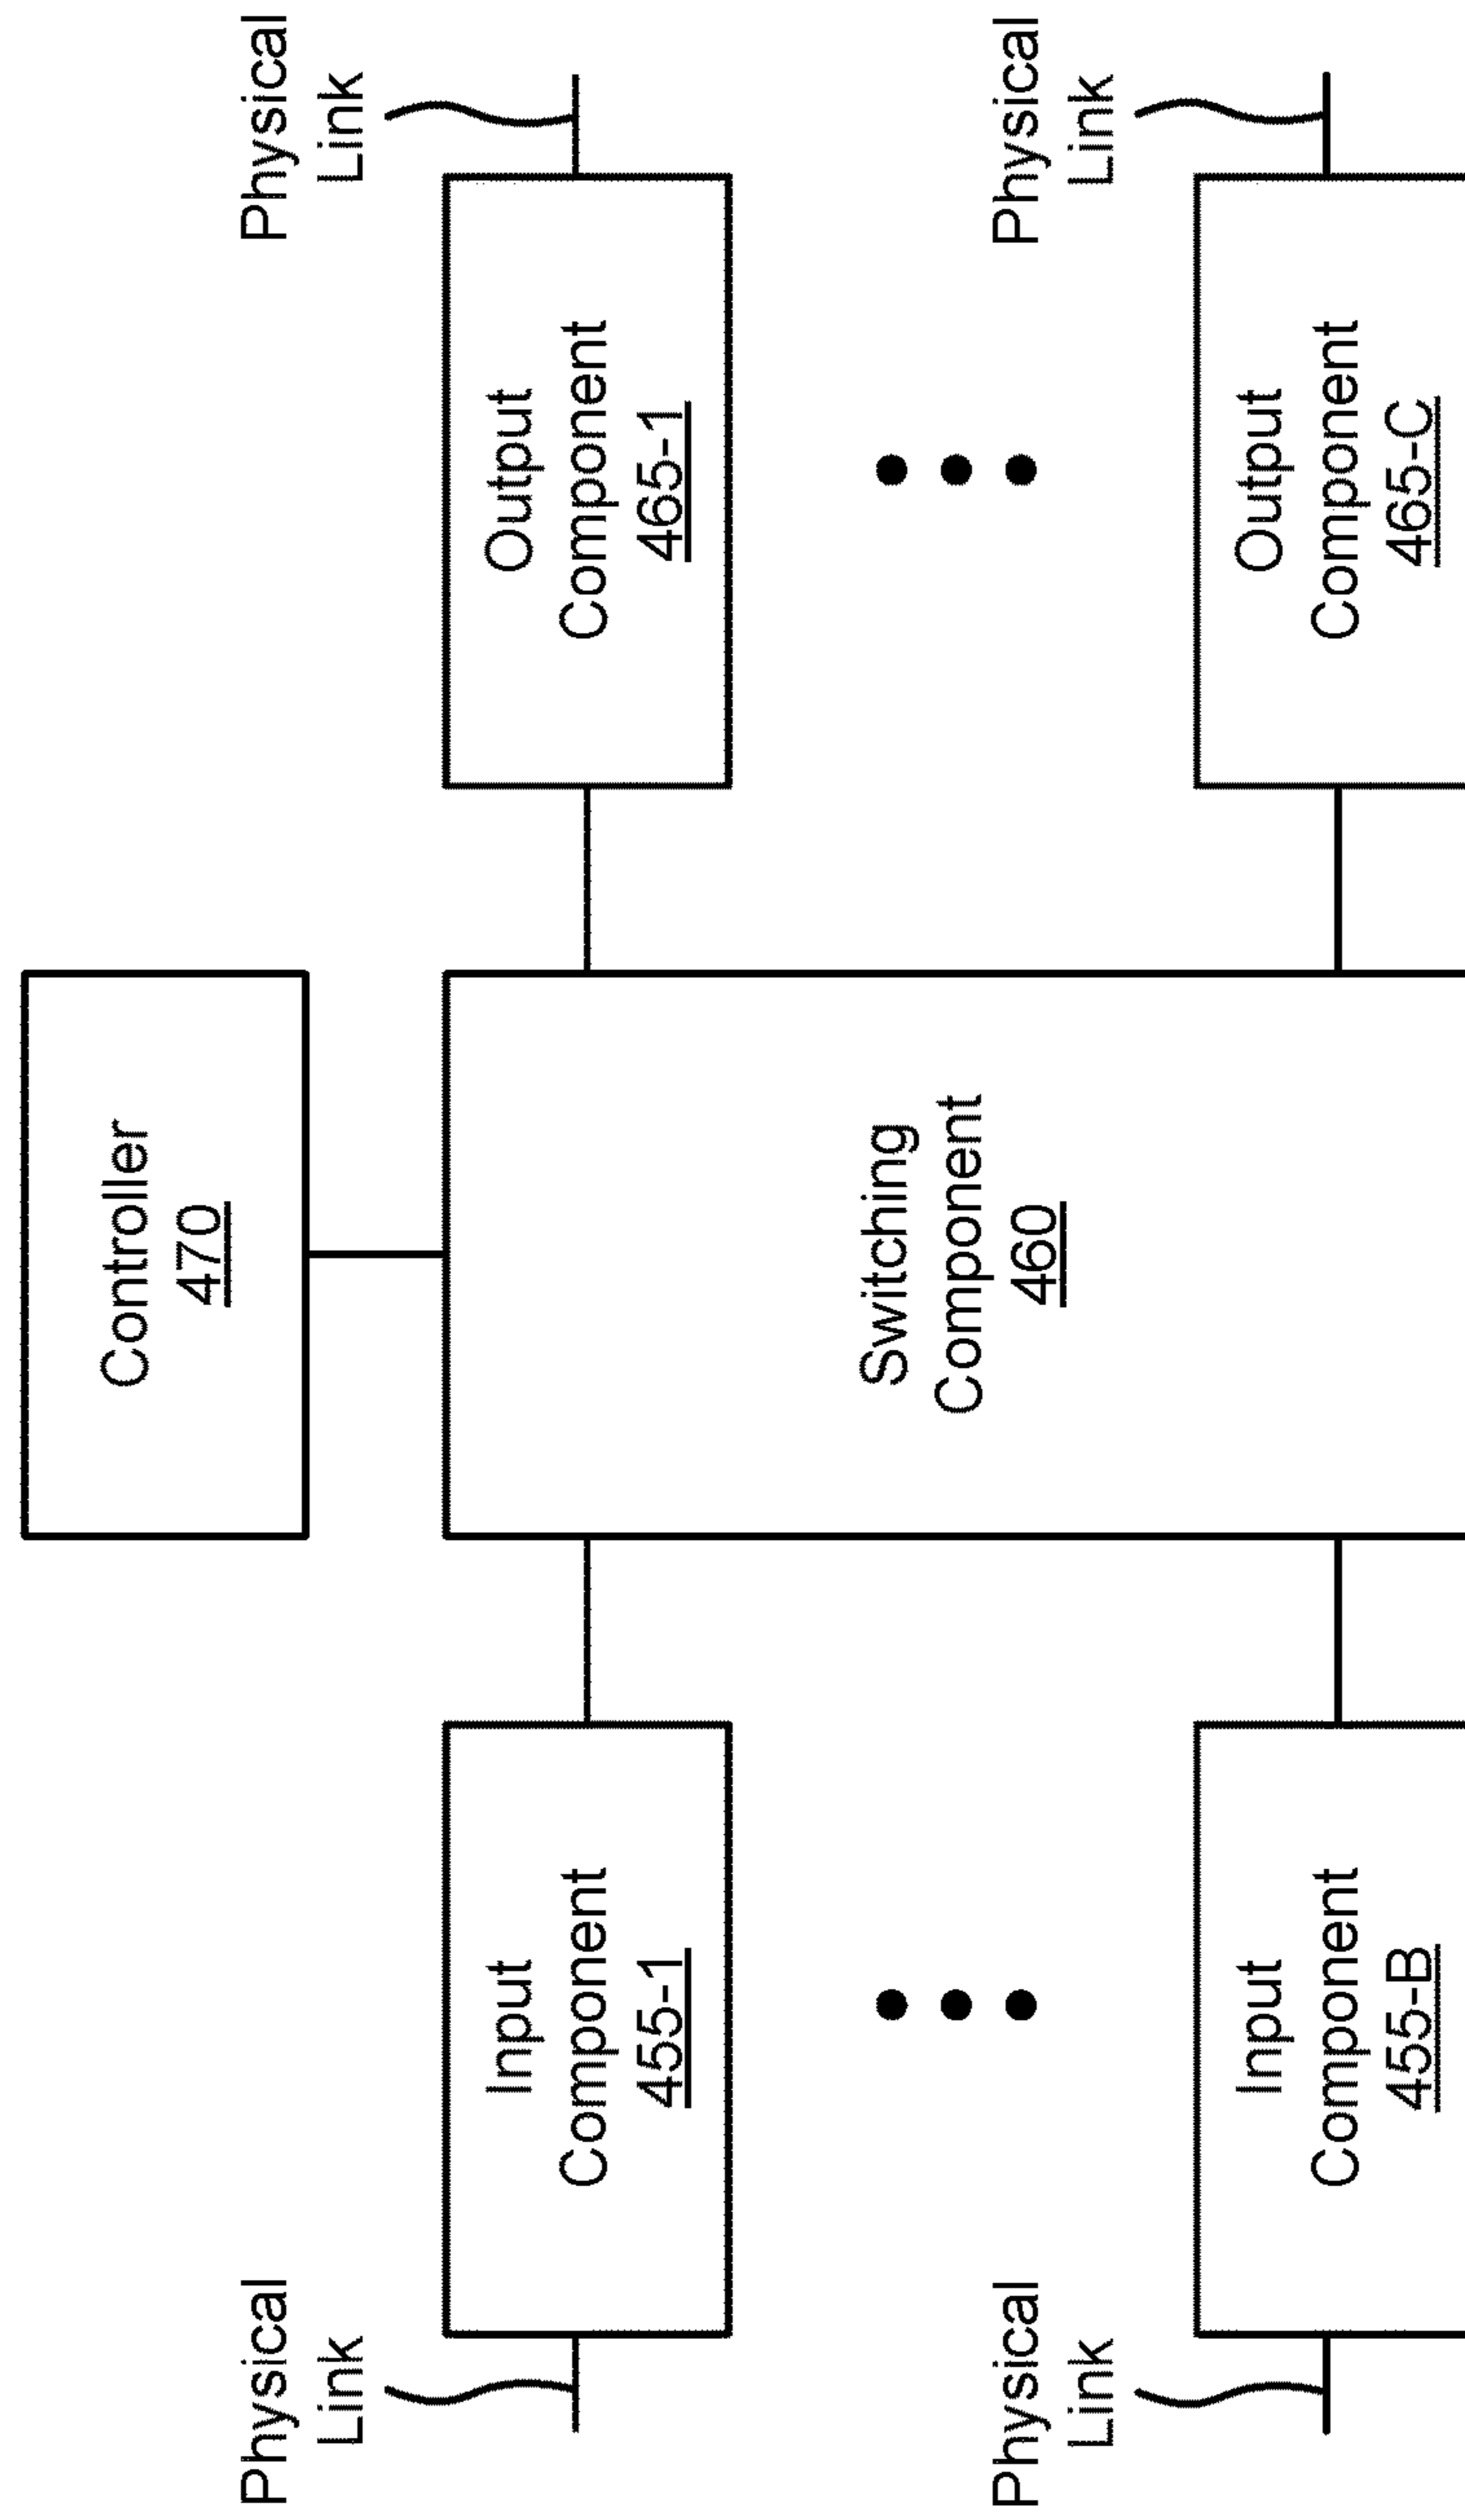 Controller
470
Physical
Link
Input
Component
455-1
Switching
Component
460
Output
Component
465-1
Physical
Link
Physical
Link
Input
Component
455-B
Output
Component
465-C
Physical
Link